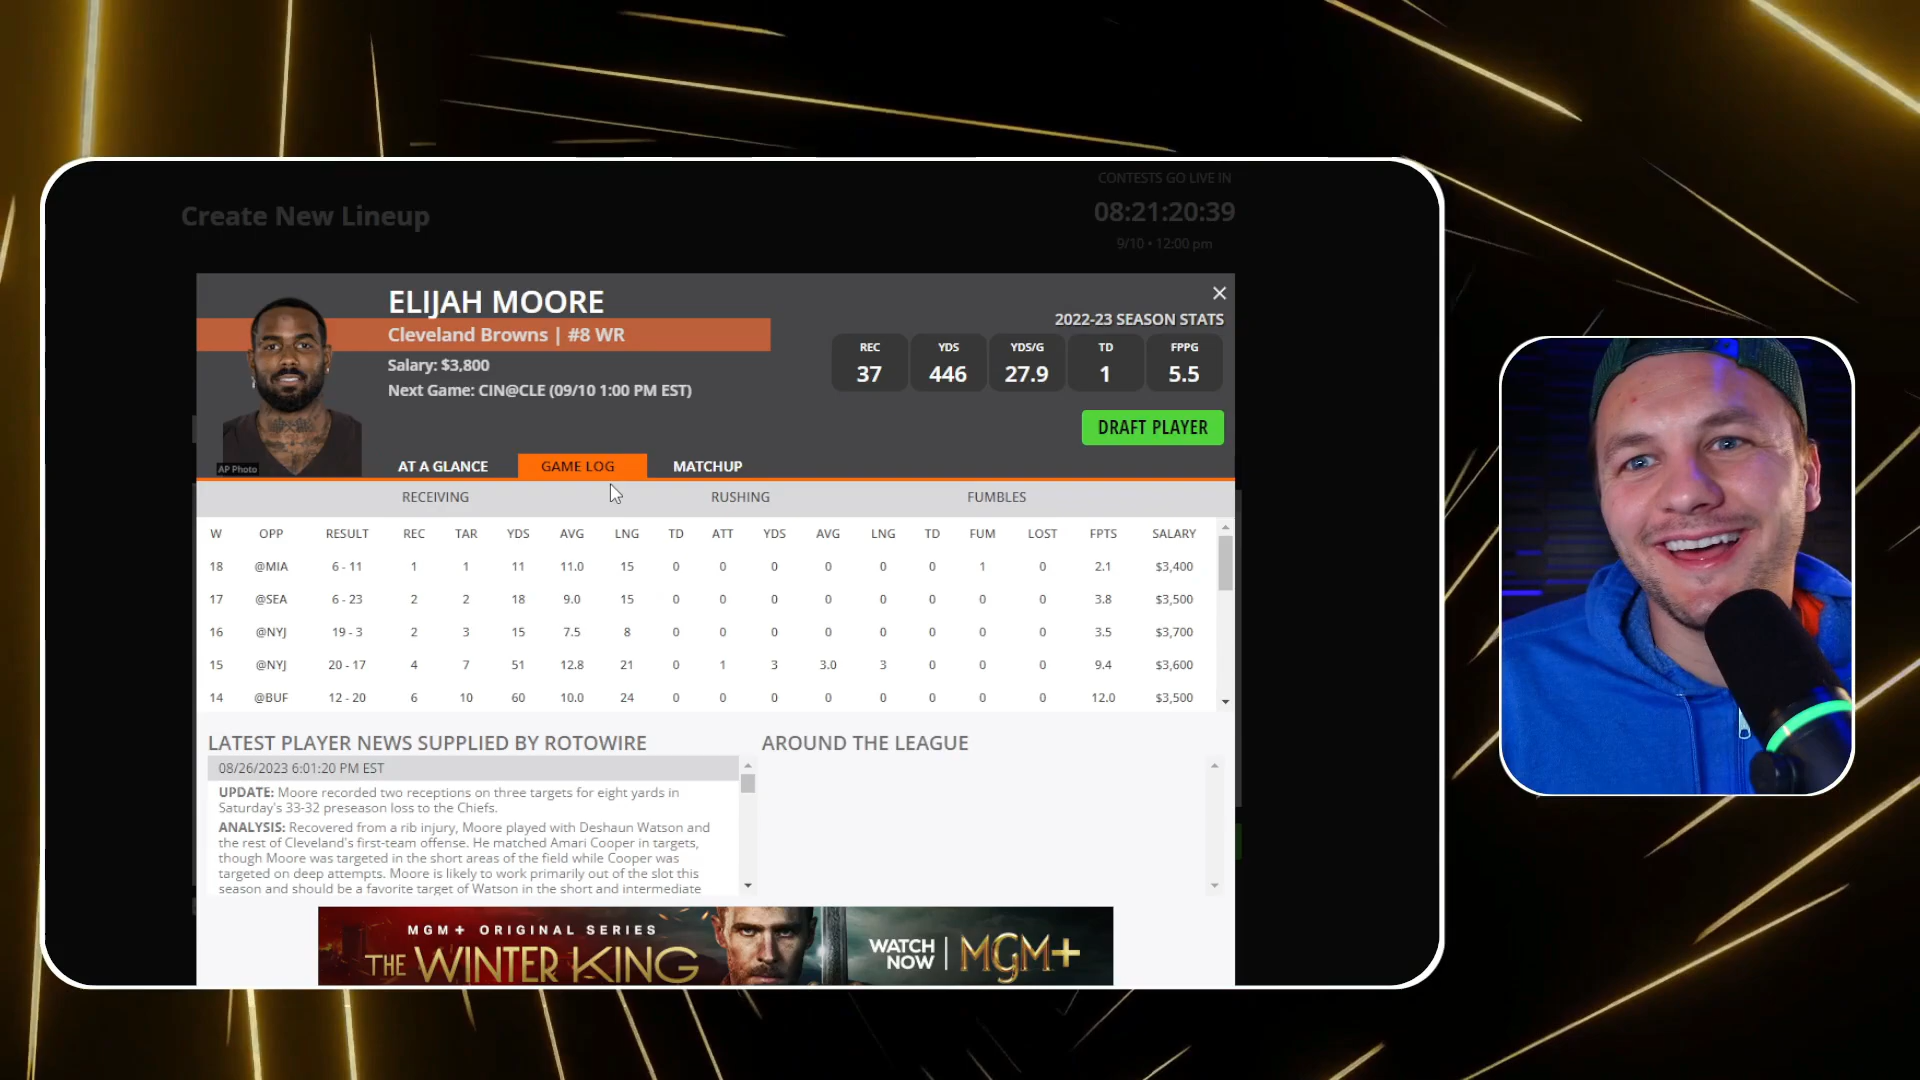 CONTESTS GO LIVE IN
Create New Lineup
08:21:20:39
9/10 • 12:00 pm
ELIJAH MOORE
Cleveland Browns | #8 WR
Salary: $3,800
Next Game: CIN@CLE (09/10 1:00 PM EST)
2022-23 SEASON STATS
REC YDS YDS/G TD FPPG
37 446 27.9 1 5.5
DRAFT PLAYER
AP Photo
AT A GLANCE GAME LOG MATCHUP
RECEIVING RUSHING FUMBLES
W OPP RESULT REC TAR YDS AVG LNG TD ATT YDS AVG LNG TD FUM LOST FPTS SALARY
18 @MIA 6 - 11 1 1 11 11.0 15 0 0 0 0 0 0 1 0 2.1 $3,400
17 @SEA 6 - 23 2 2 18 9.0 15 0 0 0 0 0 0 0 0 3.8 $3,500
16 @NYJ 19 - 3 2 3 15 7.5 8 0 0 0 0 0 0 0 0 3.5 $3,700
15 @NYJ 20 - 17 4 7 51 12.8 21 0 1 3 3.0 3 0 0 0 9.4 $3,600
14 @BUF 12 - 20 6 10 60 10.0 24 0 0 0 0 0 0 0 0 12.0 $3,500
LATEST PLAYER NEWS SUPPLIED BY ROTOWIRE
AROUND THE LEAGUE
08/26/2023 6:01:20 PM EST
UPDATE: Moore recorded two receptions on three targets for eight yards in
Saturday's 33-32 preseason loss to the Chiefs.
ANALYSIS: Recovered from a rib injury, Moore played with Deshaun Watson and
the rest of Cleveland's first-team offense. He matched Amari Cooper in targets,
though Moore was targeted in the short areas of the field while Cooper was
targeted on deep attempts. Moore is likely to work primarily out of the slot this
season and should be a favorite target of Watson in the short and intermediate
MGM+ ORIGINAL SERIES
THE WINTER KING
WATCH
NOW
MGM+